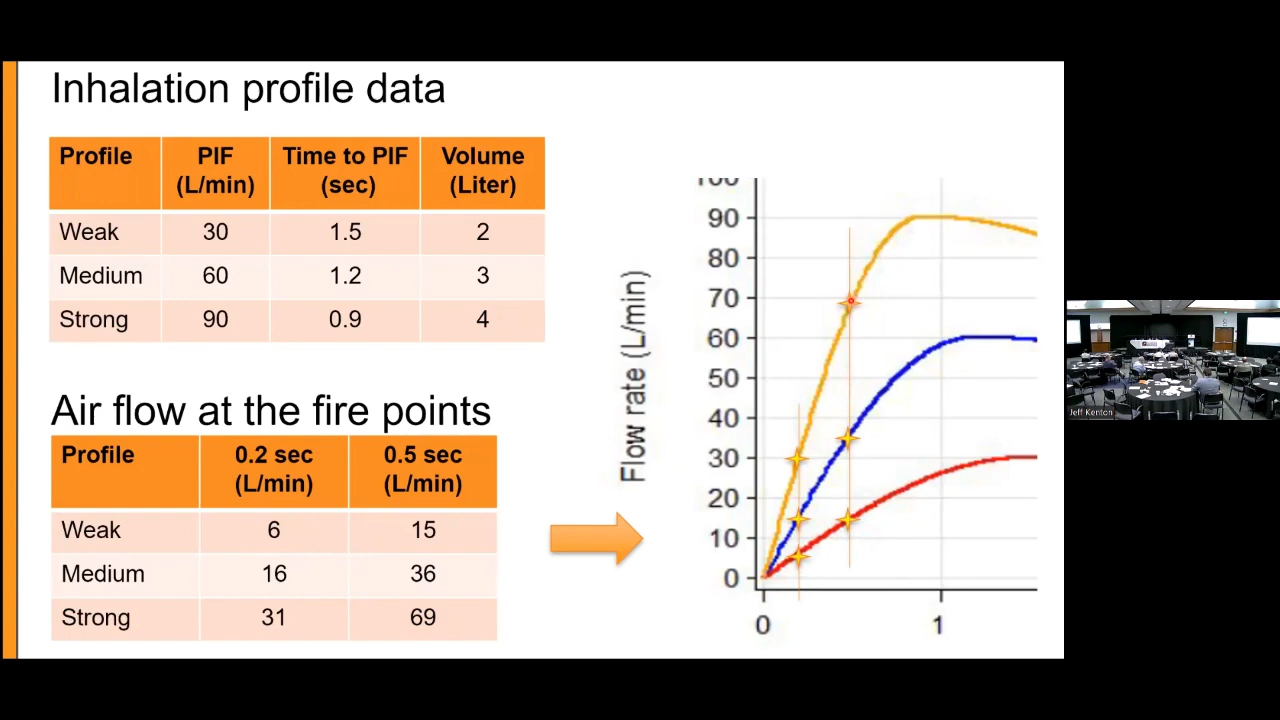 Inhalation profile data
Profile PIF (L/min) Time to PIF (sec) Volume (Liter)
Weak 30 1.5 2
Medium 60 1.2 3
Strong 90 0.9 4
Air flow at the fire points
Profile 0.2 sec (L/min) 0.5 sec (L/min)
Weak 6 15
Medium 16 36
Strong 31 69
Flow rate (L/min)
100
90
80
70
60
50
40
30
20
10
0
0 1
Jeff Kenton